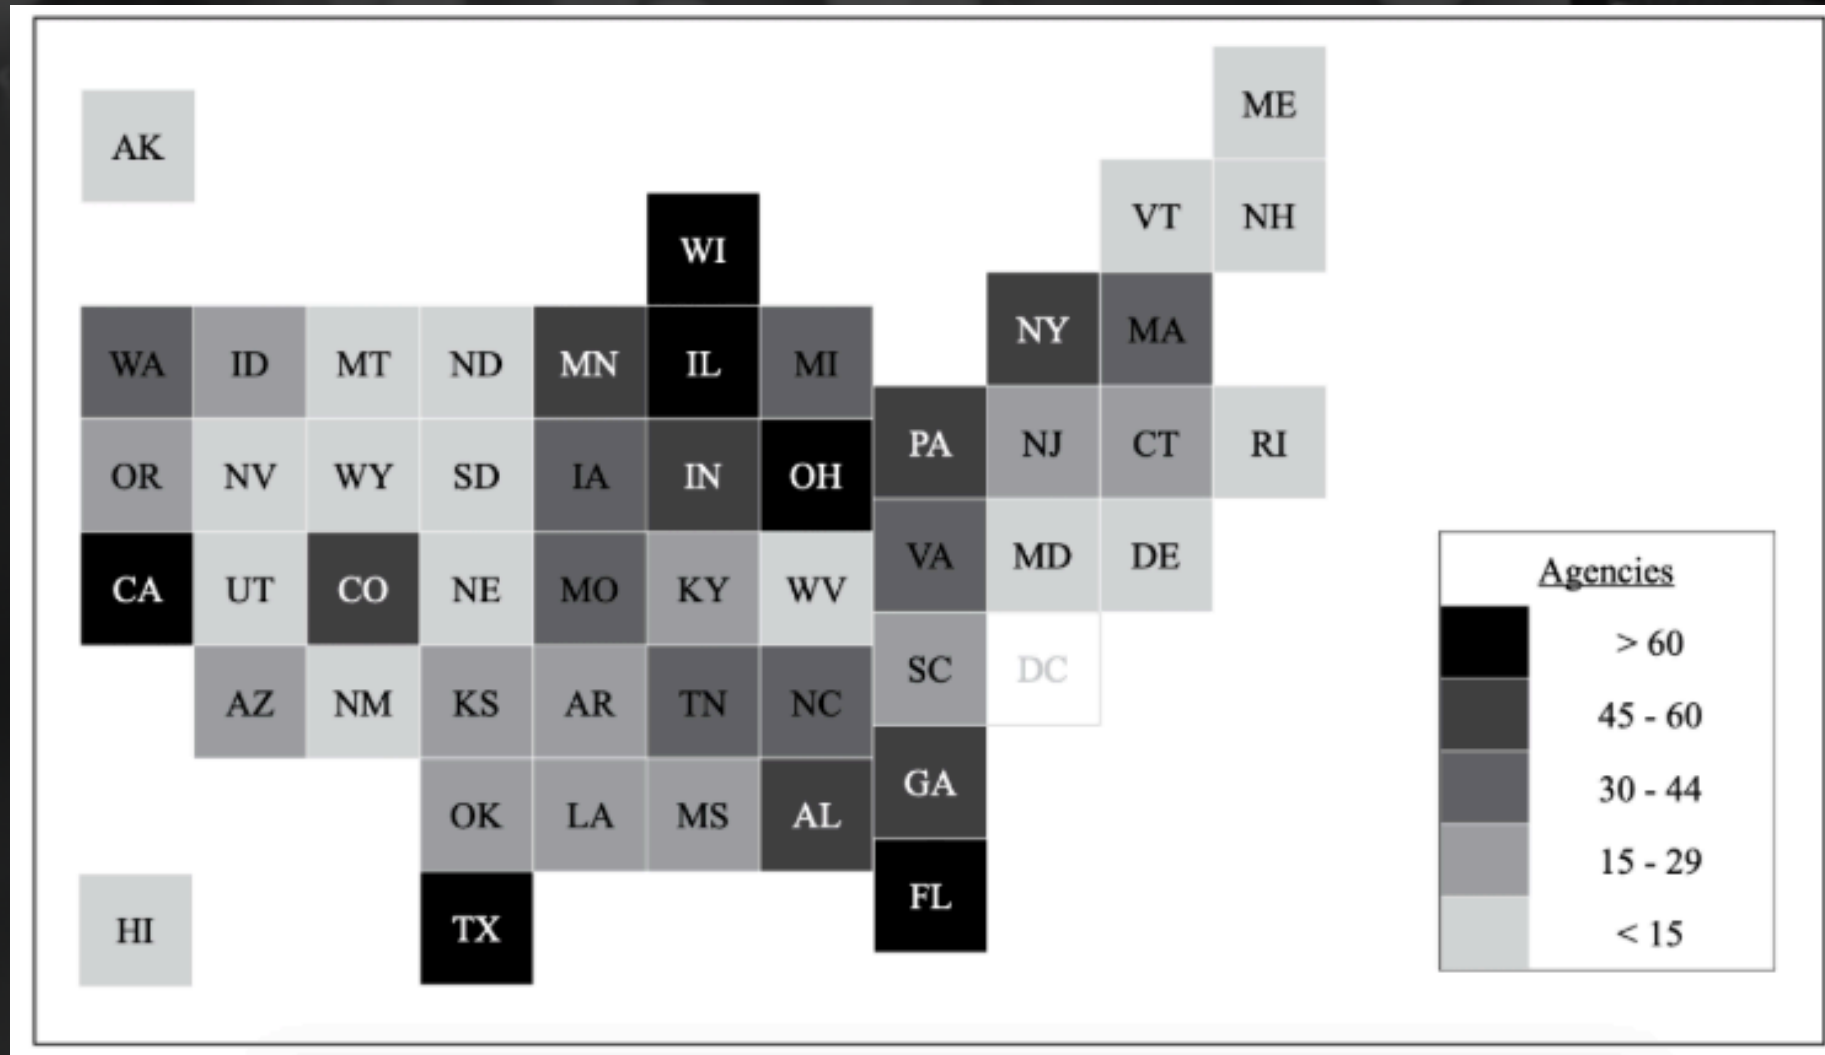 ME
AK
VT NH
WI
NY MA
WA ID MT ND MN IL MI
PA NJ CT RI
OR NV WY SD IA IN OH
VA MD DE
CA UT CO NE MO KY WV
SC DC
AZ NM KS AR TN NC
GA
OK LA MS AL
FL
HI TX
Agencies
> 60
45 - 60
30 - 44
15 - 29
< 15